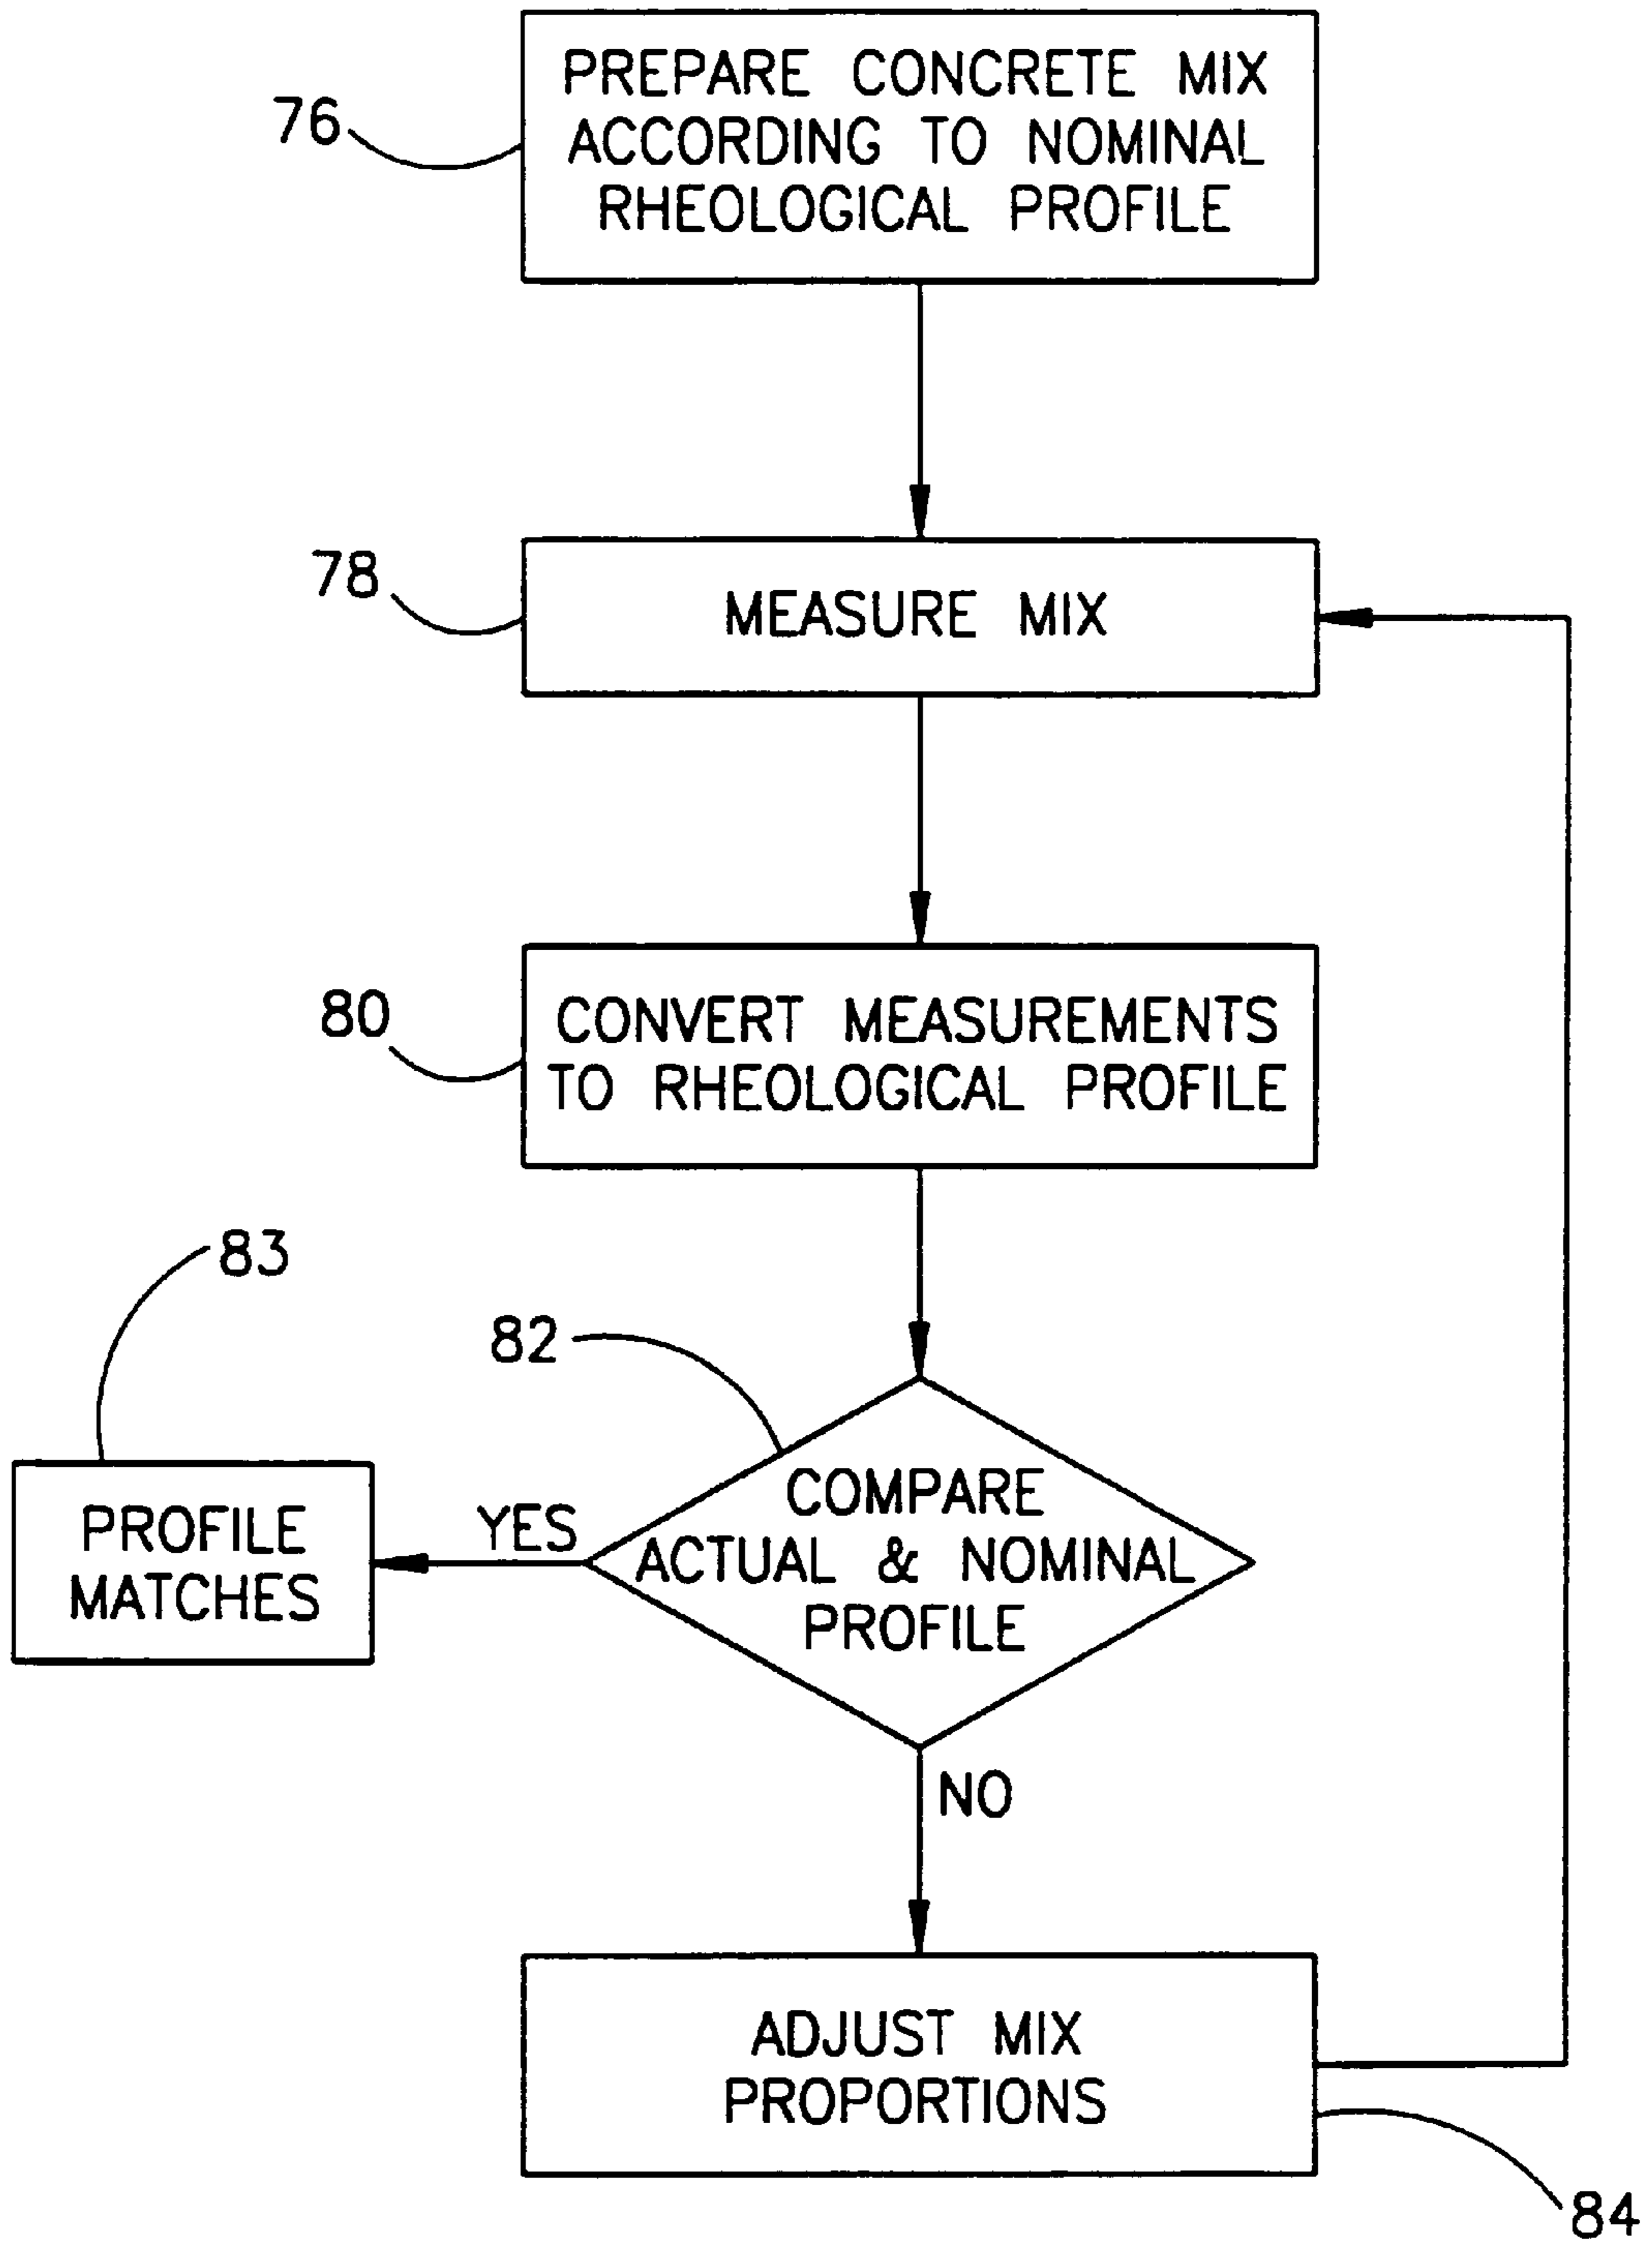 76
PREPARE CONCRETE MIX
ACCORDING TO NOMINAL
RHEOLOGICAL PROFILE
78
MEASURE MIX
80
CONVERT MEASUREMENTS
TO RHEOLOGICAL PROFILE
83
82
COMPARE
ACTUAL & NOMINAL
PROFILE
YES
PROFILE
MATCHES
NO
ADJUST MIX
PROPORTIONS
84